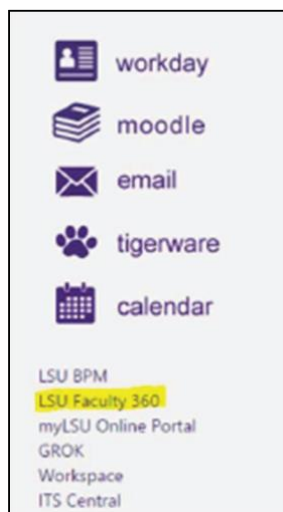 workday
moodle
email
tigerware
calendar
LSU BPM
LSU Faculty 360
myLSU Online Portal
GROK
Workspace
ITS Central